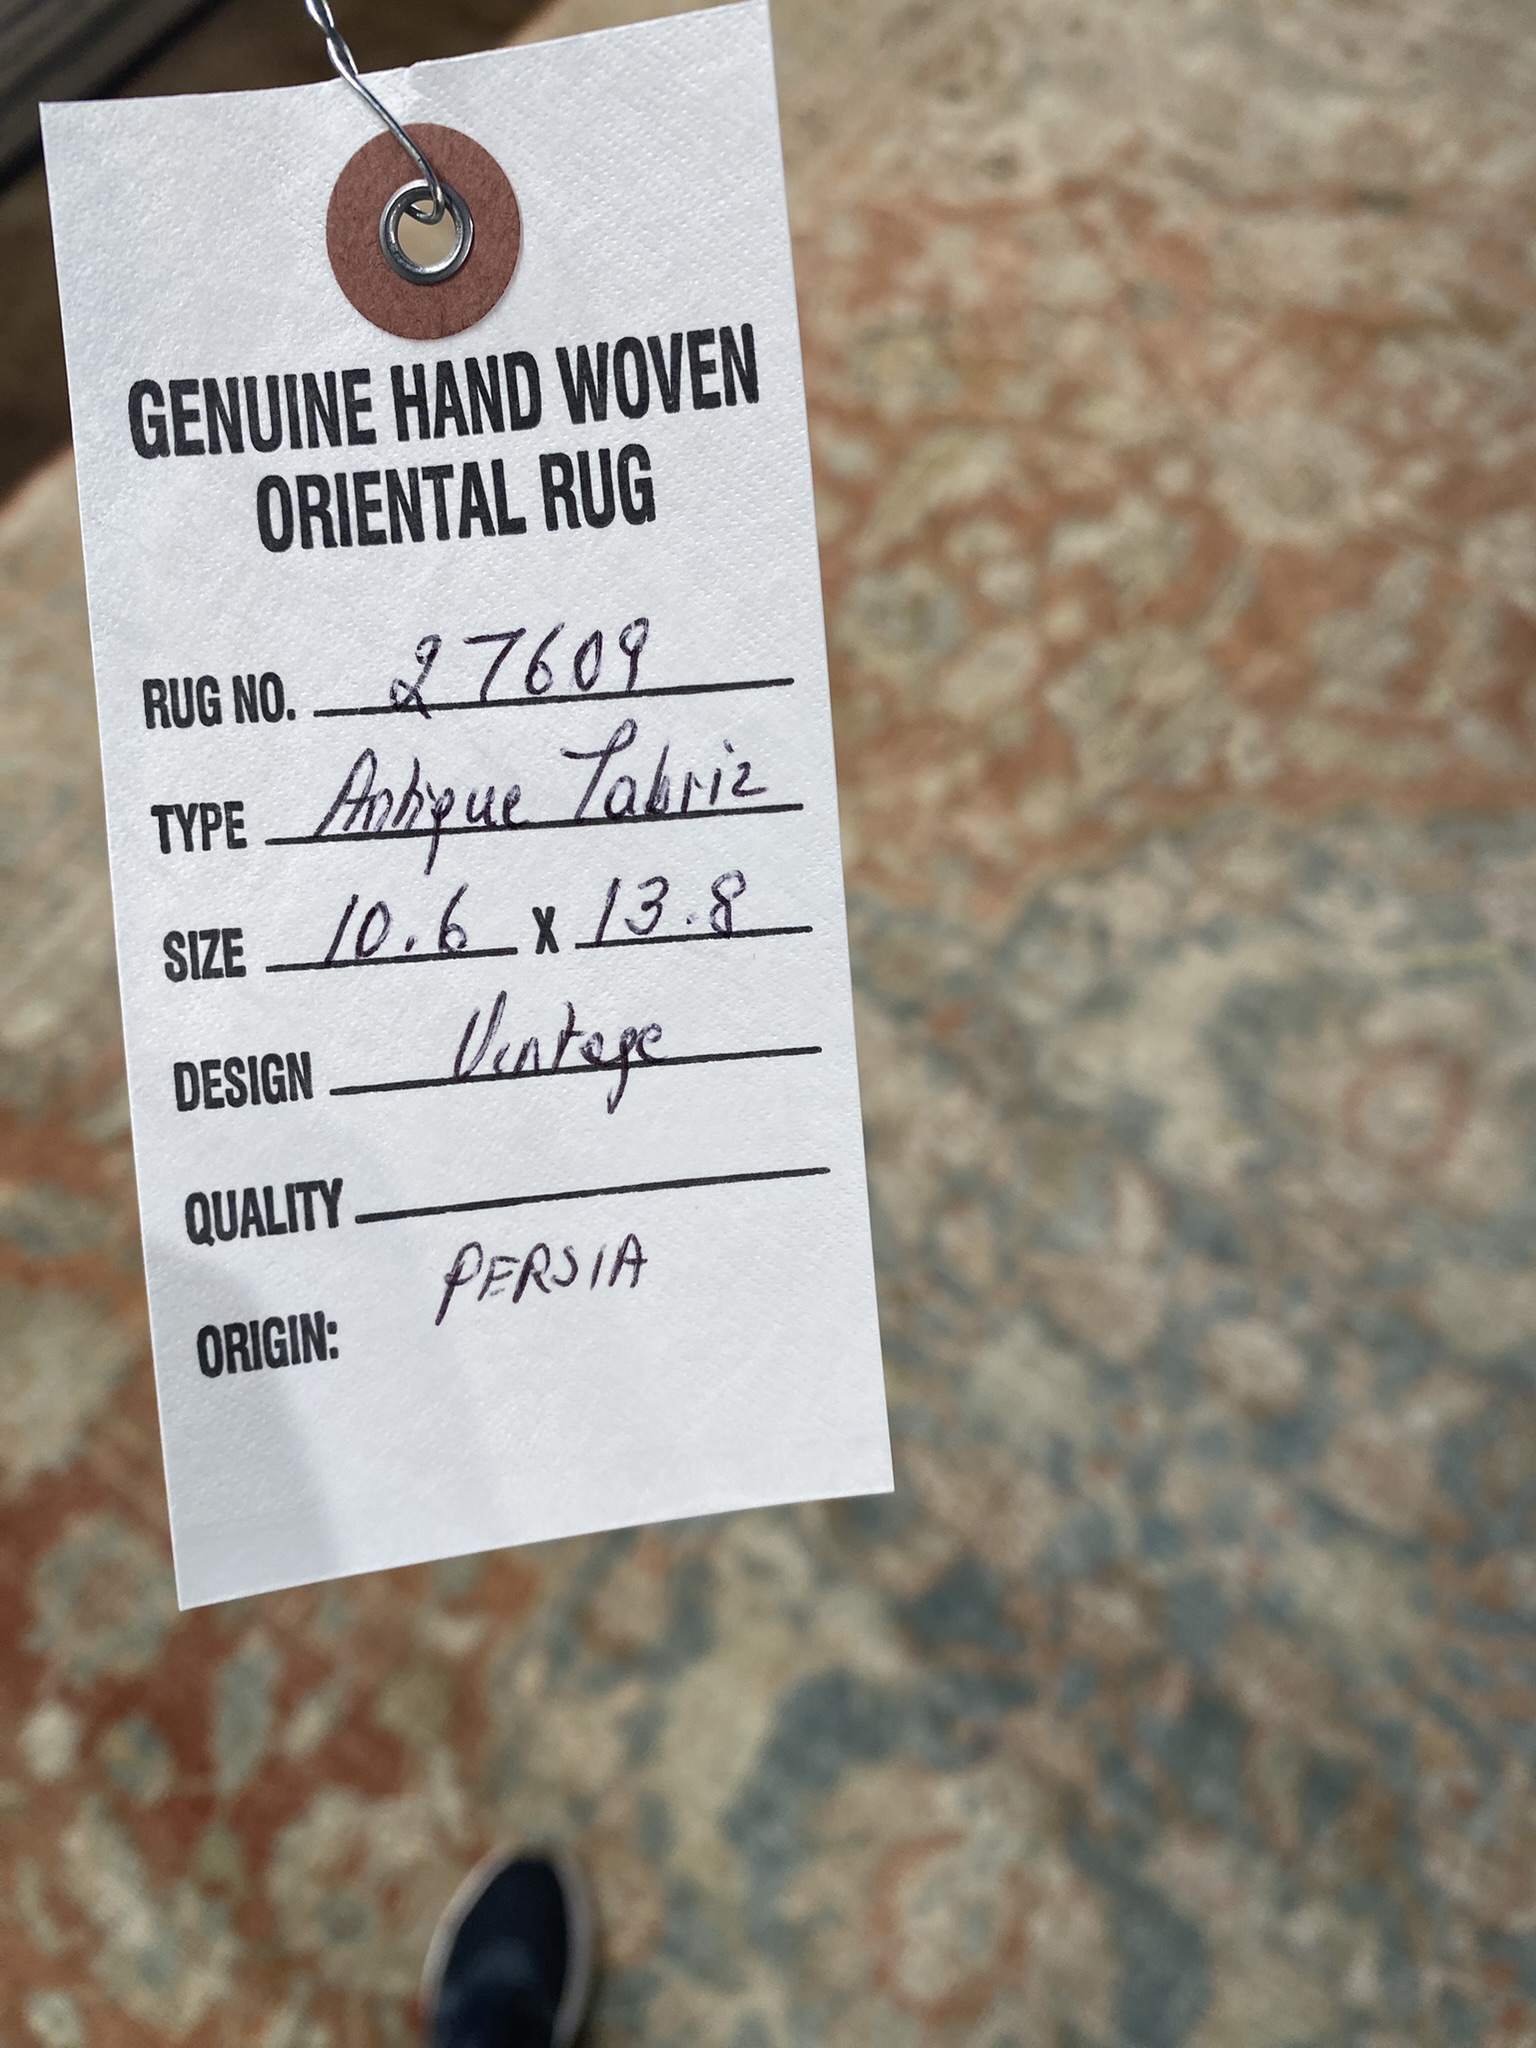 GENUINE HAND WOVEN
ORIENTAL RUG
RUG NO. 27609
TYPE Antique Tabriz
SIZE 10.6 X 13.8
DESIGN Vintage
QUALITY
PERSIA
ORIGIN: